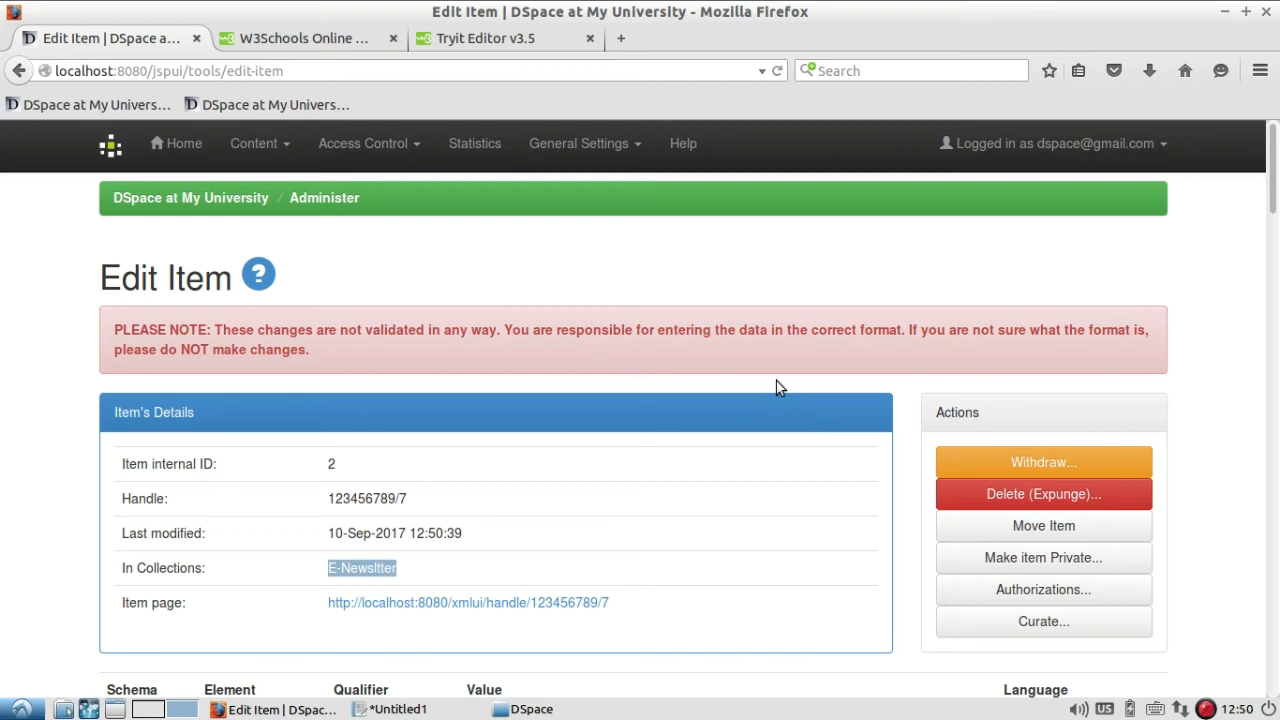 Edit Item | DSpace at My University - Mozilla Firefox
Edit Item | DSpace a... W3Schools Online ... Tryit Editor v3.5
localhost:8080/jspui/tools/edit-item Search
DSpace at My Univers... DSpace at My Univers...
Home Content Access Control Statistics General Settings Help Logged in as dspace@gmail.com
DSpace at My University / Administer
Edit Item ?
PLEASE NOTE: These changes are not validated in any way. You are responsible for entering the data in the correct format. If you are not sure what the format is,
please do NOT make changes.
Item's Details
Item internal ID: 2
Handle: 123456789/7
Last modified: 10-Sep-2017 12:50:39
In Collections: E-Newsltter
Item page: http://localhost:8080/xmlui/handle/123456789/7
Actions
Withdraw...
Delete (Expunge)...
Move Item
Make item Private...
Authorizations...
Curate...
Schema Element Qualifier Value Language
Edit Item | DSpac... *Untitled1 DSpace US 12:50